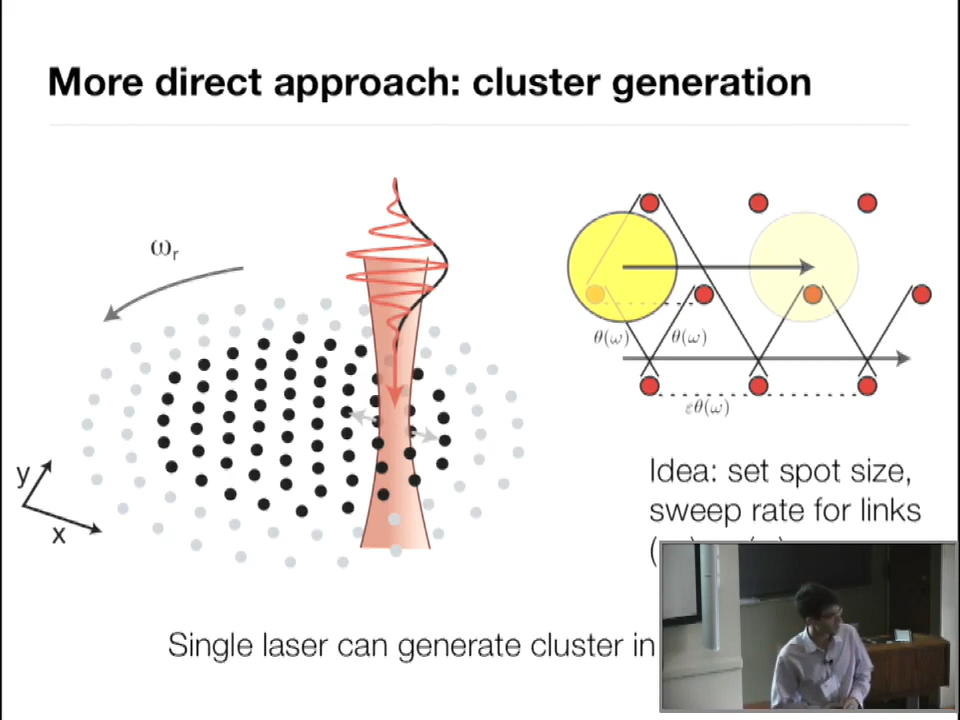 More direct approach: cluster generation
ωᵣ
θ(ω)
θ(ω)
εθ(ω)
y
x
Idea: set spot size,
sweep rate for links
Single laser can generate cluster in